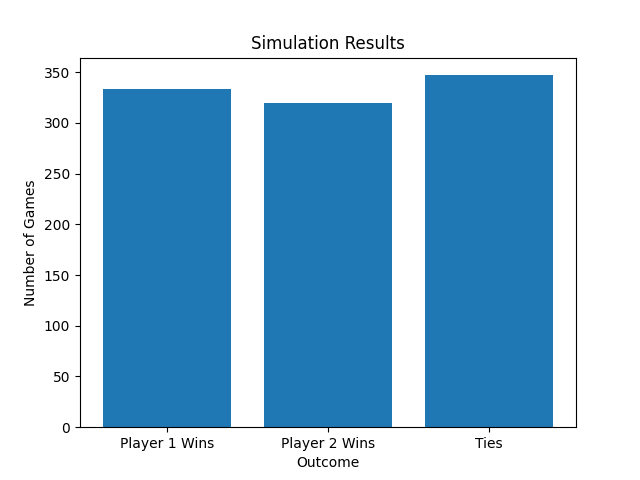 Simulation Results
Number of Games
350
300
250
200
150
100
50
0
Player 1 Wins
Player 2 Wins
Ties
Outcome